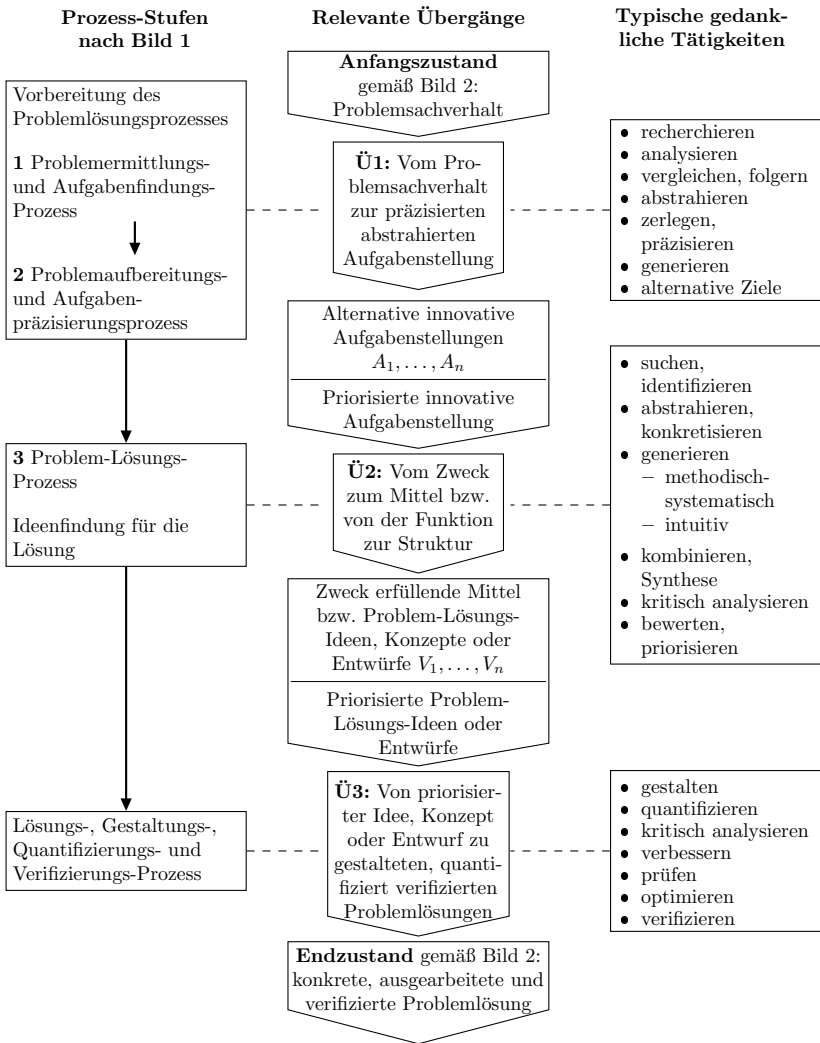 Prozess-Stufen
nach Bild 1
Vorbereitung des
Problemlösungsprozesses
1 Problemermittlungs-
und Aufgabenfindungs-
Prozess
2 Problemaufbereitungs-
und Aufgaben-
präzisierungsprozess
3 Problem-Lösungs-
Prozess
Ideenfindung für die
Lösung
Lösungs-, Gestaltungs-,
Quantifizierungs- und
Verifizierungs-Prozess
Relevante Übergänge
Anfangszustand
gemäß Bild 2:
Problemsachverhalt
Ü1: Vom Pro-
blemsachverhalt
zur präzisierten
abstrahierten
Aufgabenstellung
Alternative innovative
Aufgabenstellungen
A₁, . . . , Aₙ
Priorisierte innovative
Aufgabenstellung
Ü2: Vom Zweck
zum Mittel bzw.
von der Funktion
zur Struktur
Zweck erfüllende Mittel
bzw. Problem-Lösungs-
Ideen, Konzepte oder
Entwürfe V₁, . . . , Vₙ
Priorisierte Problem-
Lösungs-Ideen oder
Entwürfe
Ü3: Von priorisier-
ter Idee, Konzept
oder Entwurf zu
gestalteten, quanti-
fiziert verifizierten
Problemlösungen
Endzustand gemäß Bild 2:
konkrete, ausgearbeitete und
verifizierte Problemlösung
Typische gedank-
liche Tätigkeiten
• recherchieren
• analysieren
• vergleichen, folgern
• abstrahieren
• zerlegen,
präzisieren
• generieren
• alternative Ziele
• suchen,
identifizieren
• abstrahieren,
konkretisieren
• generieren
– methodisch-
systematisch
– intuitiv
• kombinieren,
Synthese
• kritisch analysieren
• bewerten,
priorisieren
• gestalten
• quantifizieren
• kritisch analysieren
• verbessern
• prüfen
• optimieren
• verifizieren